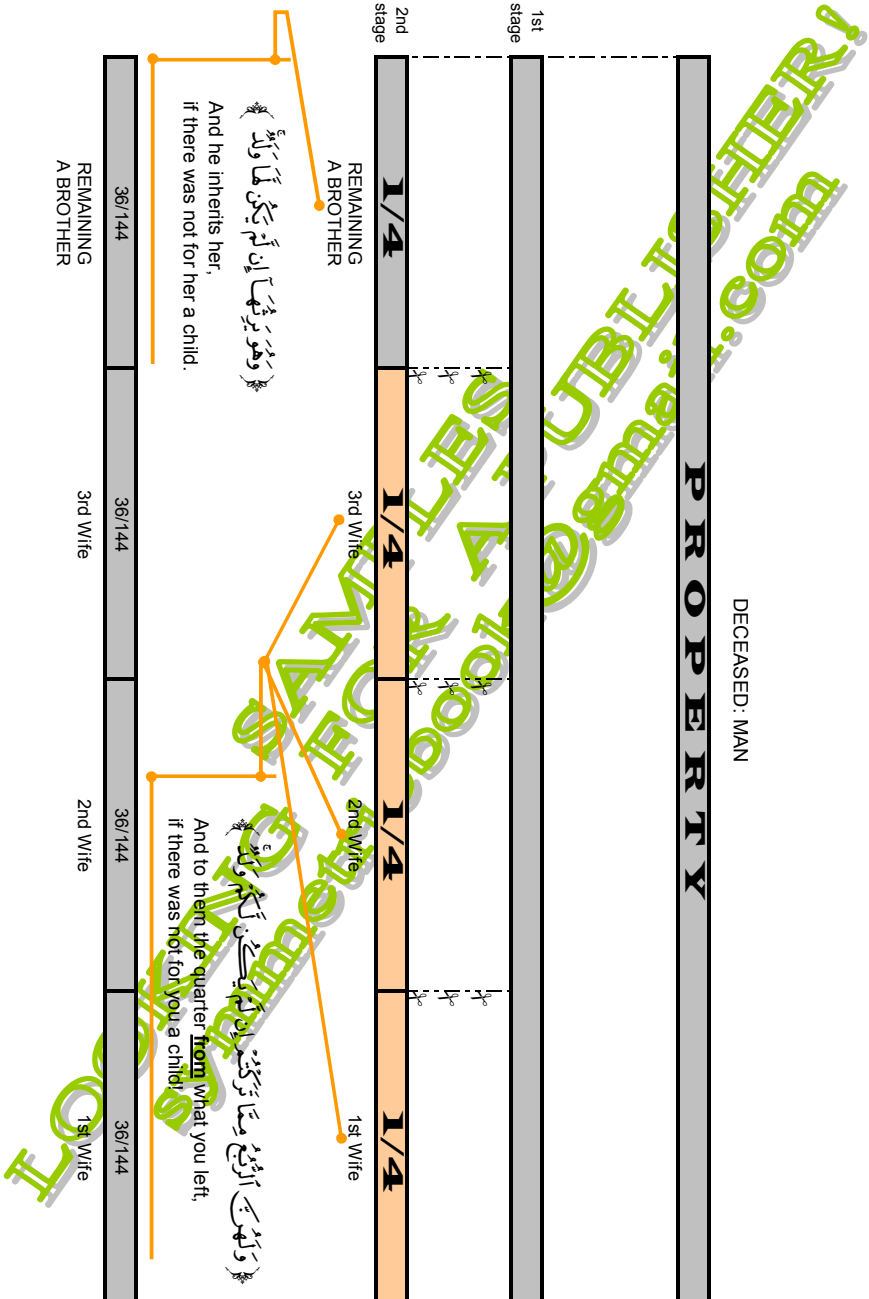 DECEASED: MAN
PROPERTY
1st
stage
2nd
stage
1/4 1/4 1/4 1/4
REMAINING
A BROTHER
3rd Wife
2nd Wife
1st Wife
﴿وَهُوَ يَرِثُهَآ إِن لَّمْ يَكُن لَّهَا وَلَدٌ ۚ﴾
And he inherits her,
if there was not for her a child.
﴿وَلَهُنَّ ٱلرُّبُعُ مِمَّا تَرَكْتُمْ إِن لَّمْ يَكُن لَّكُمْ وَلَدٌ ۚ﴾
And to them the quarter from what you left,
if there was not for you a child!
36/144 36/144 36/144 36/144
REMAINING
A BROTHER
3rd Wife
2nd Wife
1st Wife
SAMPLES
LOOKING FOR A PUBLISHER!